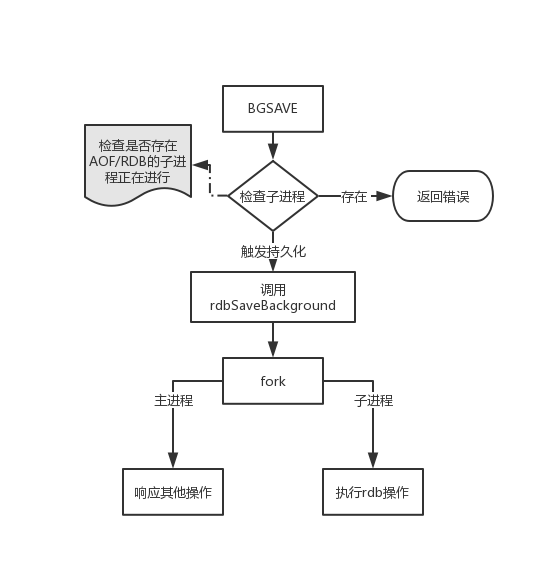 BGSAVE
检查是否存在
AOF/RDB的子进
程正在进行
检查子进程
存在
返回错误
触发持久化
调用
rdbSaveBackground
fork
主进程
子进程
响应其他操作
执行rdb操作